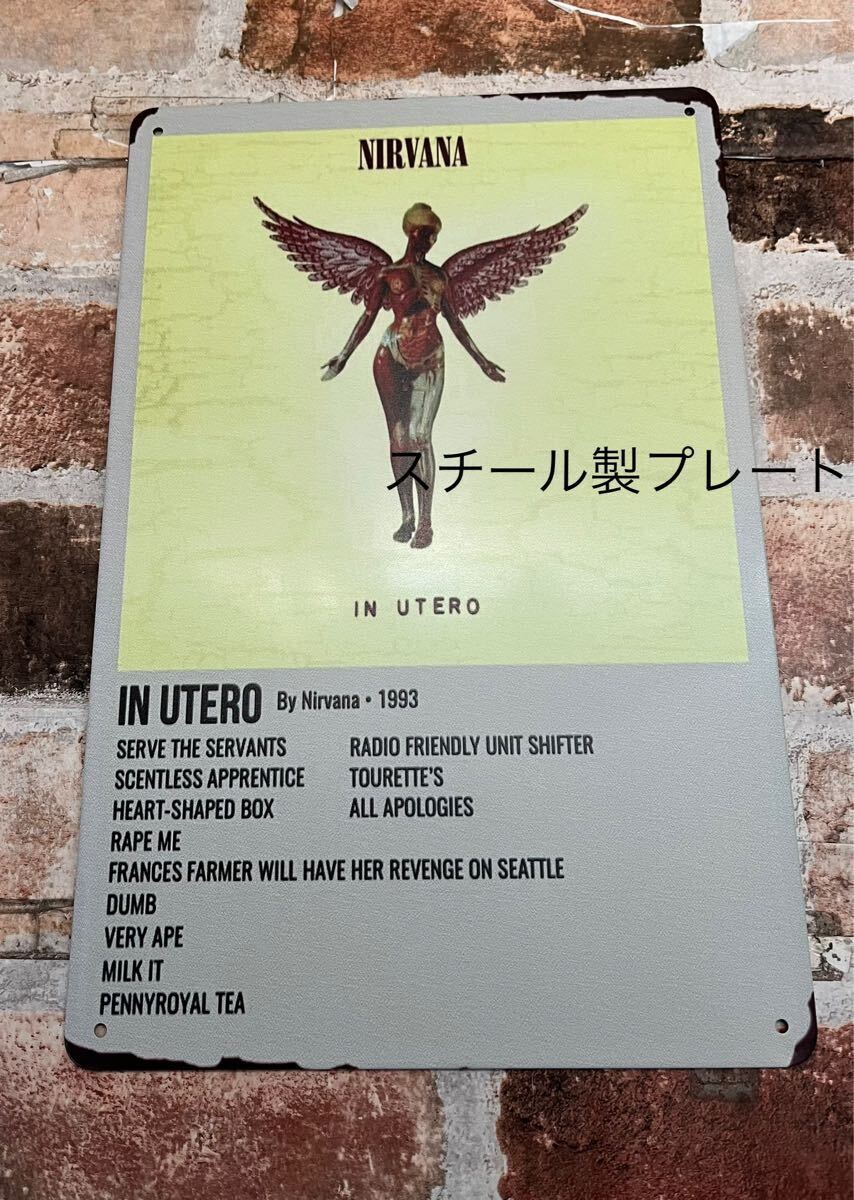 NIRVANA
スチール製プレート
IN UTERO
IN UTERO By Nirvana • 1993
SERVE THE SERVANTS
SCENTLESS APPRENTICE
HEART-SHAPED BOX
RAPE ME
FRANCES FARMER WILL HAVE HER REVENGE ON SEATTLE
DUMB
VERY APE
MILK IT
PENNYROYAL TEA
RADIO FRIENDLY UNIT SHIFTER
TOURETTE'S
ALL APOLOGIES